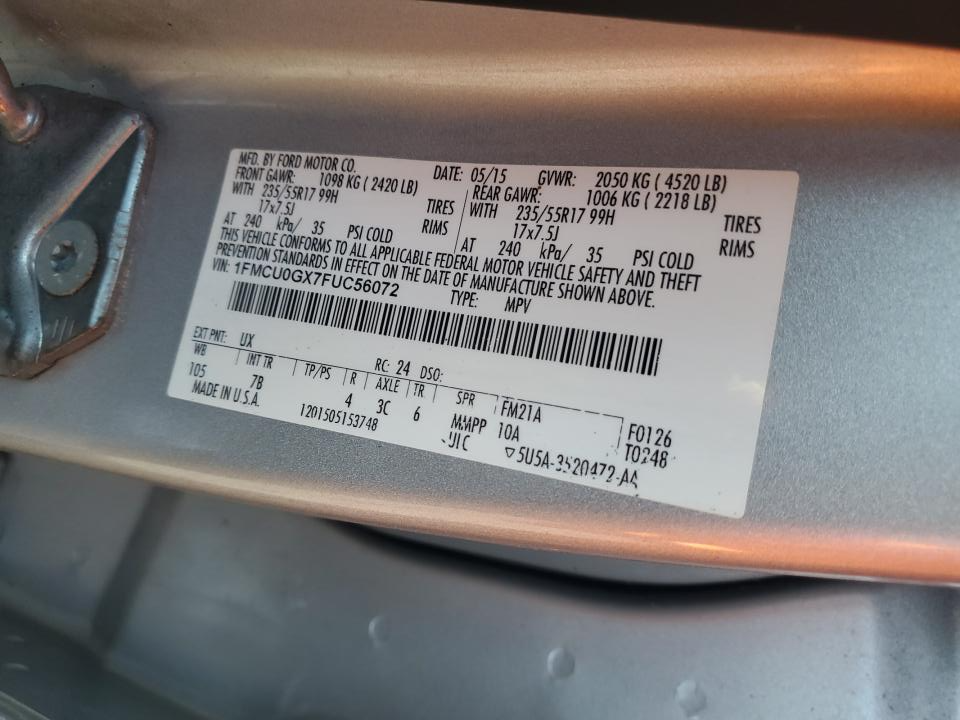 MFD. BY FORD MOTOR CO.
DATE: 05/15 GVWR: 2050 KG ( 4520 LB)
FRONT GAWR: 1098 KG ( 2420 LB) REAR GAWR: 1006 KG ( 2218 LB)
WITH 235/55R17 99H TIRES WITH 235/55R17 99H TIRES
17x7.5J RIMS 17x7.5J RIMS
AT 240 kPa/ 35 PSI COLD AT 240 kPa/ 35 PSI COLD
THIS VEHICLE CONFORMS TO ALL APPLICABLE FEDERAL MOTOR VEHICLE SAFETY AND THEFT
PREVENTION STANDARDS IN EFFECT ON THE DATE OF MANUFACTURE SHOWN ABOVE.
VIN: 1FMCU0GX7FUC56072
TYPE: MPV
EXT PNT: UX RC: 24 DSO:
WB INT TR TP/PS R AXLE TR SPR FM21A F0126
105 7B 4 3C 6 MMPP 10A T0248
MADE IN U.S.A. 1201505153748 UIC ▽5U5A-3520472-AA